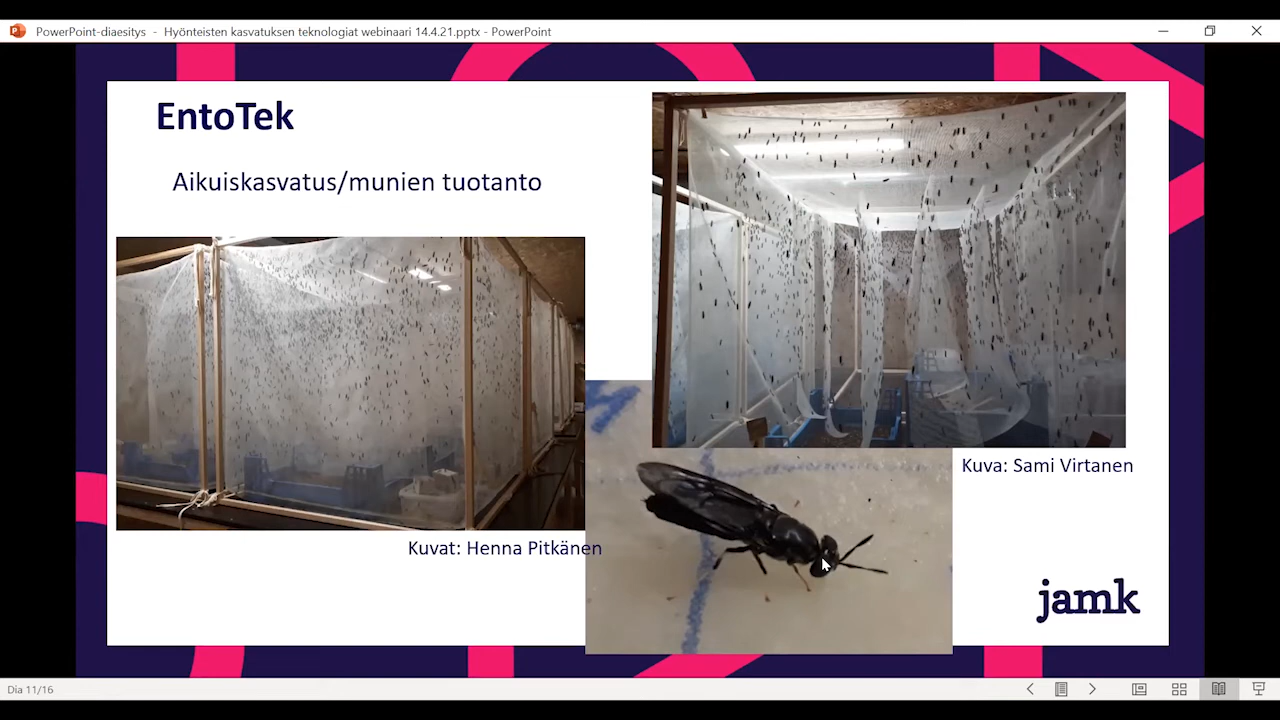 PowerPoint-diaesitys - Hyönteisten kasvatuksen teknologiat webinaari 14.4.21.pptx - PowerPoint
EntoTek
Aikuiskasvatus/munien tuotanto
Kuva: Sami Virtanen
Kuvat: Henna Pitkänen
jamk
Dia 11/16